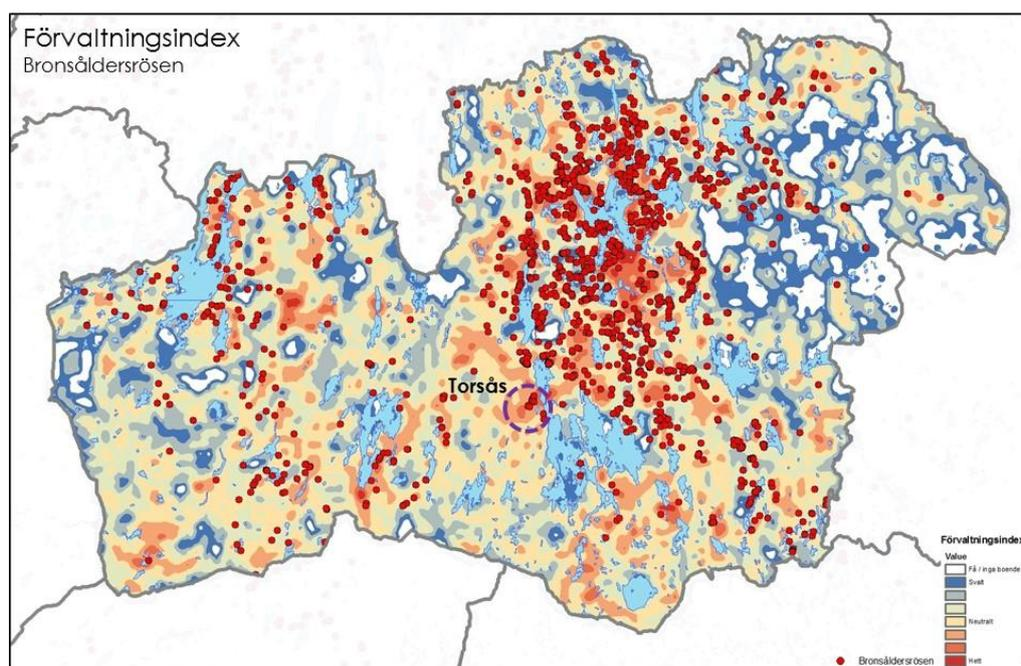 Förvaltningsindex
Bronsåldersrösen
Torsås
Förvaltningsindex
Value
Få / inga boende
Svalt
Neutralt
Hett
Bronsåldersrösen